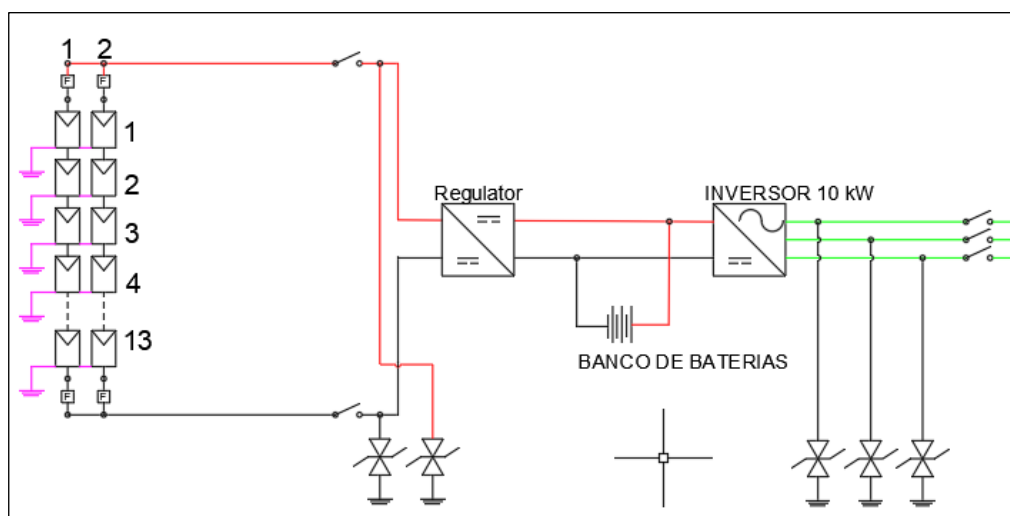 1 2
F F
1
2
3
4
13
F F
Regulator
INVERSOR 10 kW
BANCO DE BATERIAS